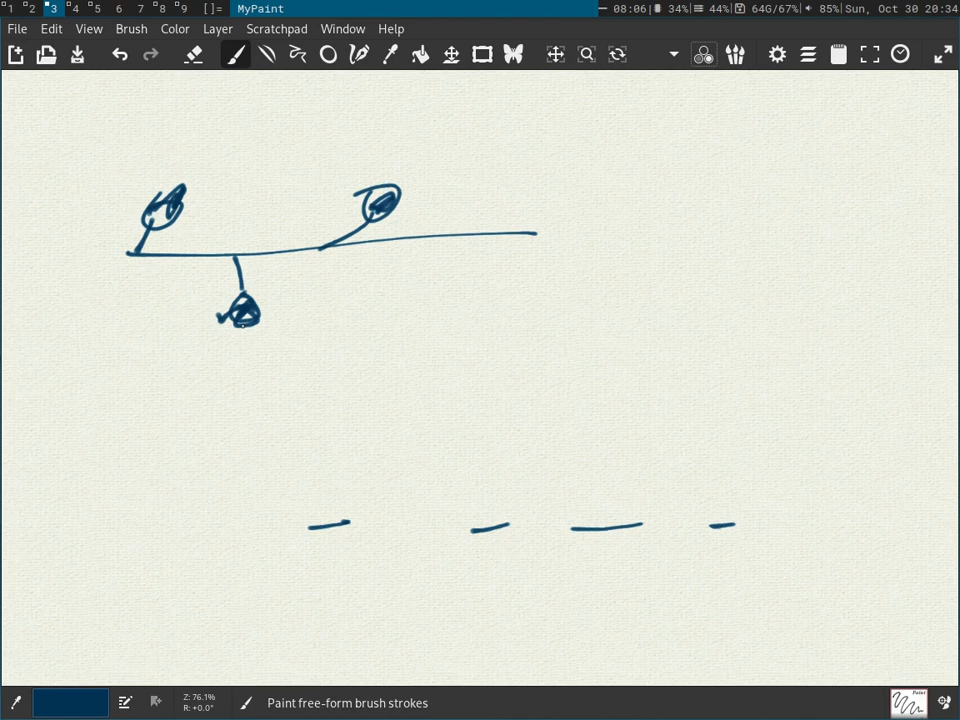 1 2 3 4 5 6 7 8 9 []= MyPaint — 08:06| 34%| 44%| 64G/67%| 85%|Sun, Oct 30 20:34
File Edit View Brush Color Layer Scratchpad Window Help
Z: 76.1%
R: +0.0°
Paint free-form brush strokes
Paint